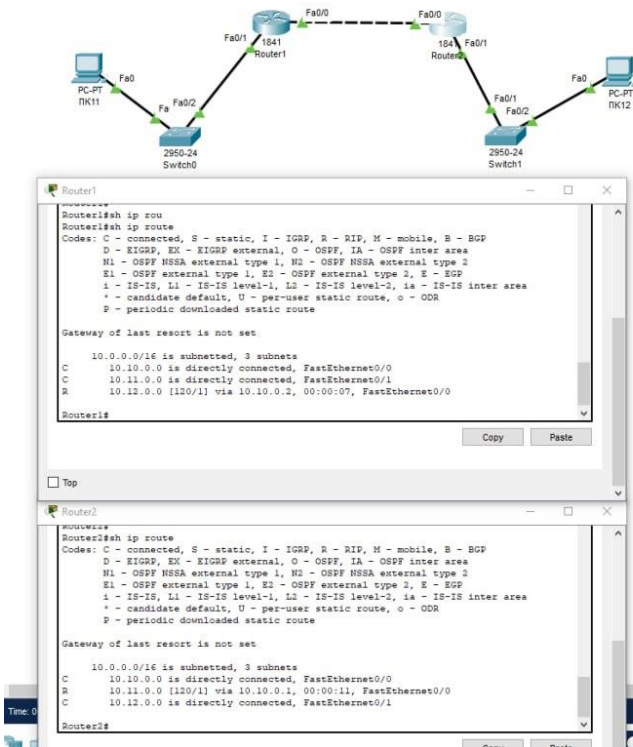 Fa0/0
Fa0/0
Fa0/1
1841
Router1
1841
Fa0/1
Router2
Fa0
PC-PT
ПК11
Fa
Fa0/2
2950-24
Switch0
Fa0/1
Fa0/2
2950-24
Switch1
Fa0
PC-PT
ПК12
Router1
Router1#sh ip rou
Router1#sh ip route
Codes: C - connected, S - static, I - IGRP, R - RIP, M - mobile, B - BGP
D - EIGRP, EX - EIGRP external, O - OSPF, IA - OSPF inter area
N1 - OSPF NSSA external type 1, N2 - OSPF NSSA external type 2
E1 - OSPF external type 1, E2 - OSPF external type 2, E - EGP
i - IS-IS, L1 - IS-IS level-1, L2 - IS-IS level-2, ia - IS-IS inter area
* - candidate default, U - per-user static route, o - ODR
P - periodic downloaded static route
Gateway of last resort is not set
10.0.0.0/16 is subnetted, 3 subnets
C 10.10.0.0 is directly connected, FastEthernet0/0
C 10.11.0.0 is directly connected, FastEthernet0/1
R 10.12.0.0 [120/1] via 10.10.0.2, 00:00:07, FastEthernet0/0
Router1#
Copy Paste
Top
Router2
Router2#
Router2#sh ip route
Codes: C - connected, S - static, I - IGRP, R - RIP, M - mobile, B - BGP
D - EIGRP, EX - EIGRP external, O - OSPF, IA - OSPF inter area
N1 - OSPF NSSA external type 1, N2 - OSPF NSSA external type 2
E1 - OSPF external type 1, E2 - OSPF external type 2, E - EGP
i - IS-IS, L1 - IS-IS level-1, L2 - IS-IS level-2, ia - IS-IS inter area
* - candidate default, U - per-user static route, o - ODR
P - periodic downloaded static route
Gateway of last resort is not set
10.0.0.0/16 is subnetted, 3 subnets
C 10.10.0.0 is directly connected, FastEthernet0/0
R 10.11.0.0 [120/1] via 10.10.0.1, 00:00:11, FastEthernet0/0
C 10.12.0.0 is directly connected, FastEthernet0/1
Router2#
Time: 0
Copy Paste